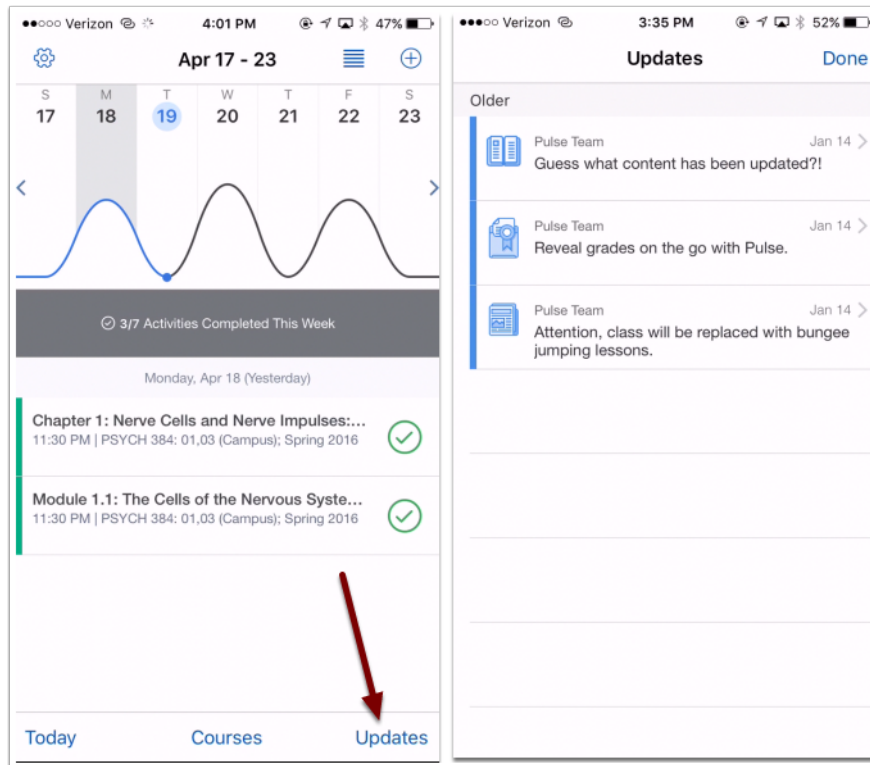 Verizon 4:01 PM 47%
Apr 17 - 23
S M T W T F S
17 18 19 20 21 22 23
3/7 Activities Completed This Week
Monday, Apr 18 (Yesterday)
Chapter 1: Nerve Cells and Nerve Impulses:...
11:30 PM | PSYCH 384: 01,03 (Campus); Spring 2016
Module 1.1: The Cells of the Nervous Syste...
11:30 PM | PSYCH 384: 01,03 (Campus); Spring 2016
Today Courses Updates
Verizon 3:35 PM 52%
Updates Done
Older
Pulse Team Jan 14
Guess what content has been updated?!
Pulse Team Jan 14
Reveal grades on the go with Pulse.
Pulse Team Jan 14
Attention, class will be replaced with bungee
jumping lessons.